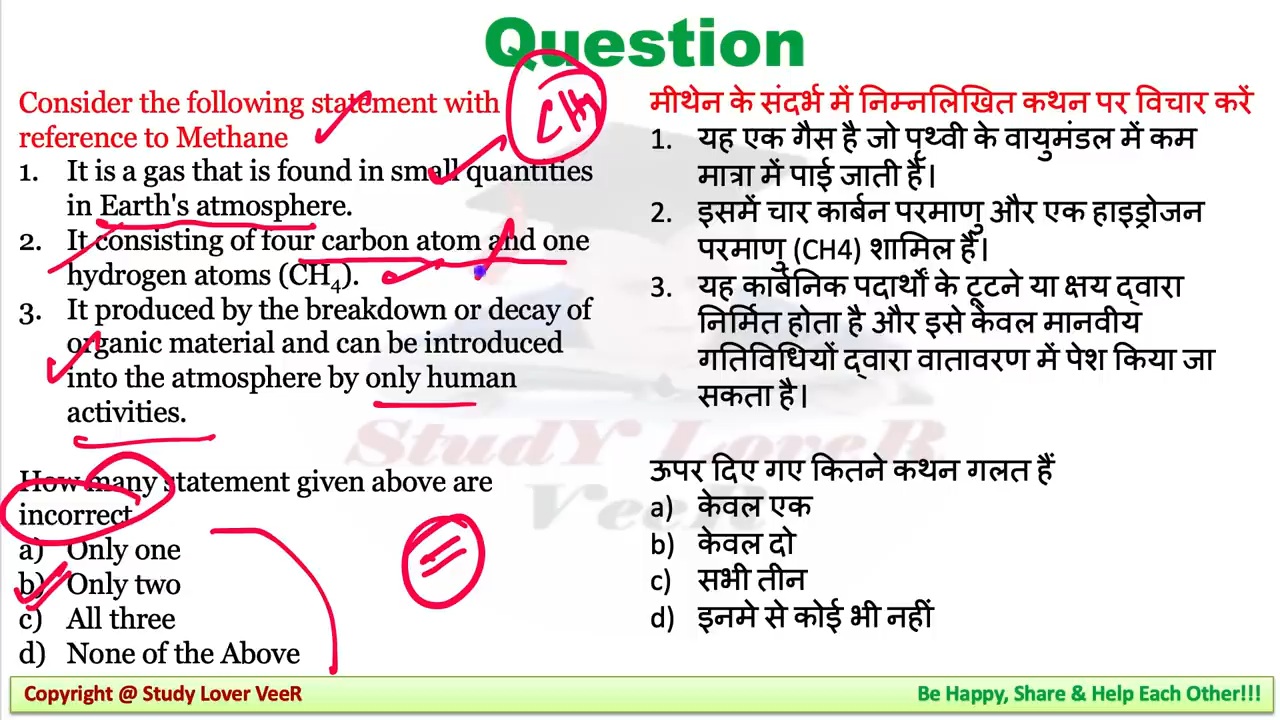 Question
Consider the following statement with
reference to Methane
1. It is a gas that is found in small quantities
in Earth's atmosphere.
2. It consisting of four carbon atom and one
hydrogen atoms (CH₄).
3. It produced by the breakdown or decay of
organic material and can be introduced
into the atmosphere by only human
activities.
How many statement given above are
incorrect
a) Only one
b) Only two
c) All three
d) None of the Above
CH4
मीथेन के संदर्भ में निम्नलिखित कथन पर विचार करें
1. यह एक गैस है जो पृथ्वी के वायुमंडल में कम
मात्रा में पाई जाती है।
2. इसमें चार कार्बन परमाणु और एक हाइड्रोजन
परमाणु (CH4) शामिल हैं।
3. यह कार्बनिक पदार्थों के टूटने या क्षय द्वारा
निर्मित होता है और इसे केवल मानवीय
गतिविधियों द्वारा वातावरण में पेश किया जा
सकता है।
ऊपर दिए गए कितने कथन गलत हैं
a) केवल एक
b) केवल दो
c) सभी तीन
d) इनमे से कोई भी नहीं
StudY LoveR
VeeR
Copyright @ Study Lover VeeR
Be Happy, Share & Help Each Other!!!